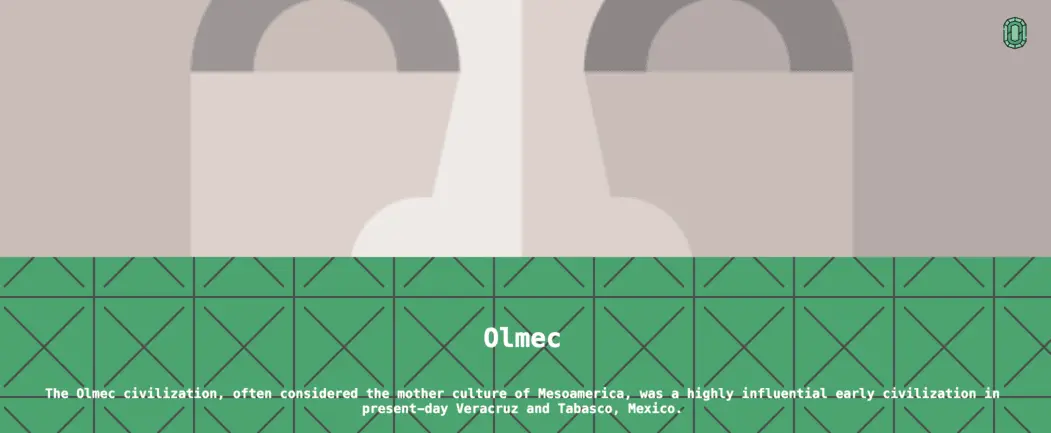 Olmec
The Olmec civilization, often considered the mother culture of Mesoamerica, was a highly influential early civilization in
present-day Veracruz and Tabasco, Mexico.